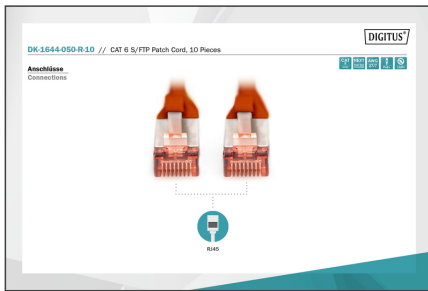 DIGITUS®
DK-1644-050-R-10 // CAT 6 S/FTP Patch Cord, 10 Pieces
Anschlüsse
Connections
RJ45